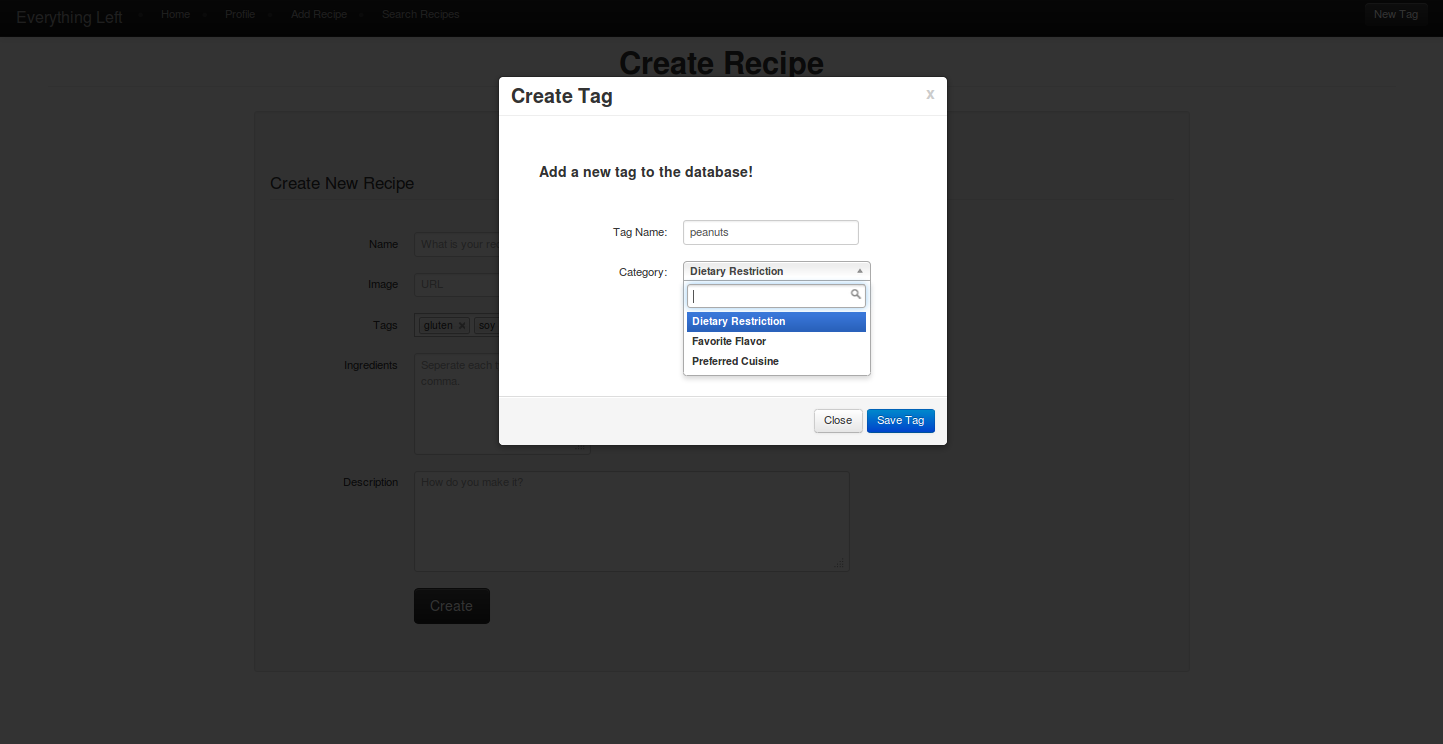 Everything Left Home Profile Add Recipe Search Recipes New Tag
Create Recipe
Create Tag x
Add a new tag to the database!
Tag Name: peanuts
Category: Dietary Restriction
Dietary Restriction
Favorite Flavor
Preferred Cuisine
Close Save Tag
Create New Recipe
Name What is your re
Image URL
Tags gluten × soy
Ingredients Seperate each
comma.
Description How do you make it?
Create